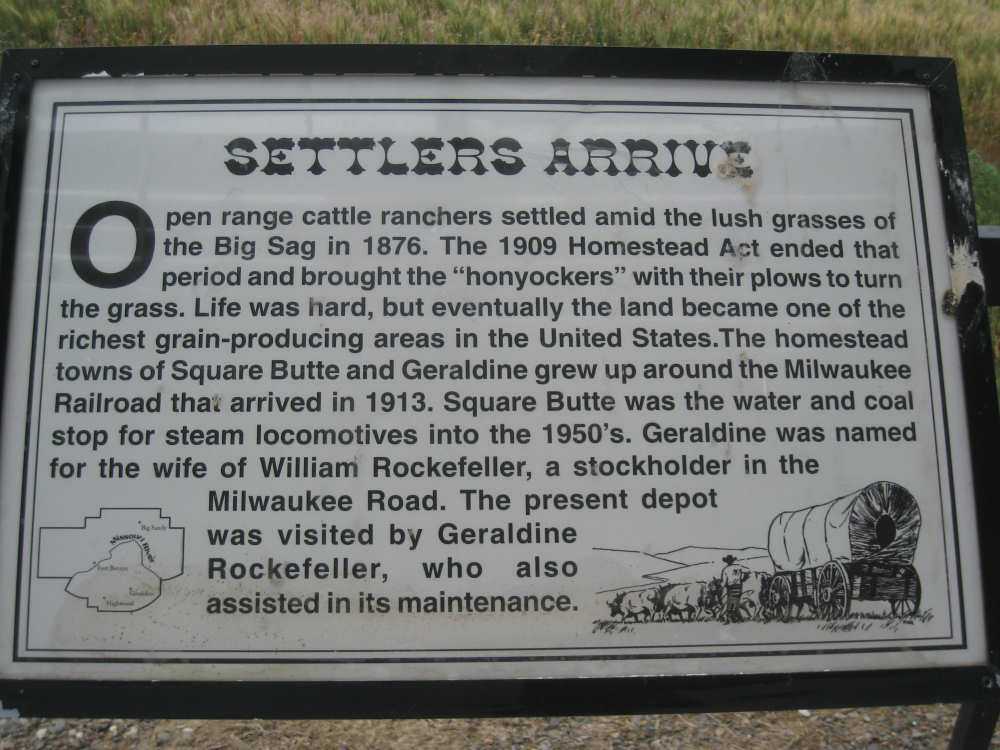 SETTLERS ARRIVE
Open range cattle ranchers settled amid the lush grasses of
the Big Sag in 1876. The 1909 Homestead Act ended that
period and brought the “honyockers” with their plows to turn
the grass. Life was hard, but eventually the land became one of the
richest grain-producing areas in the United States.The homestead
towns of Square Butte and Geraldine grew up around the Milwaukee
Railroad that arrived in 1913. Square Butte was the water and coal
stop for steam locomotives into the 1950’s. Geraldine was named
for the wife of William Rockefeller, a stockholder in the
Milwaukee Road. The present depot
was visited by Geraldine
Rockefeller, who also
assisted in its maintenance.
Big Sandy
Missouri River
Fort Benton
Geraldine
Highwood